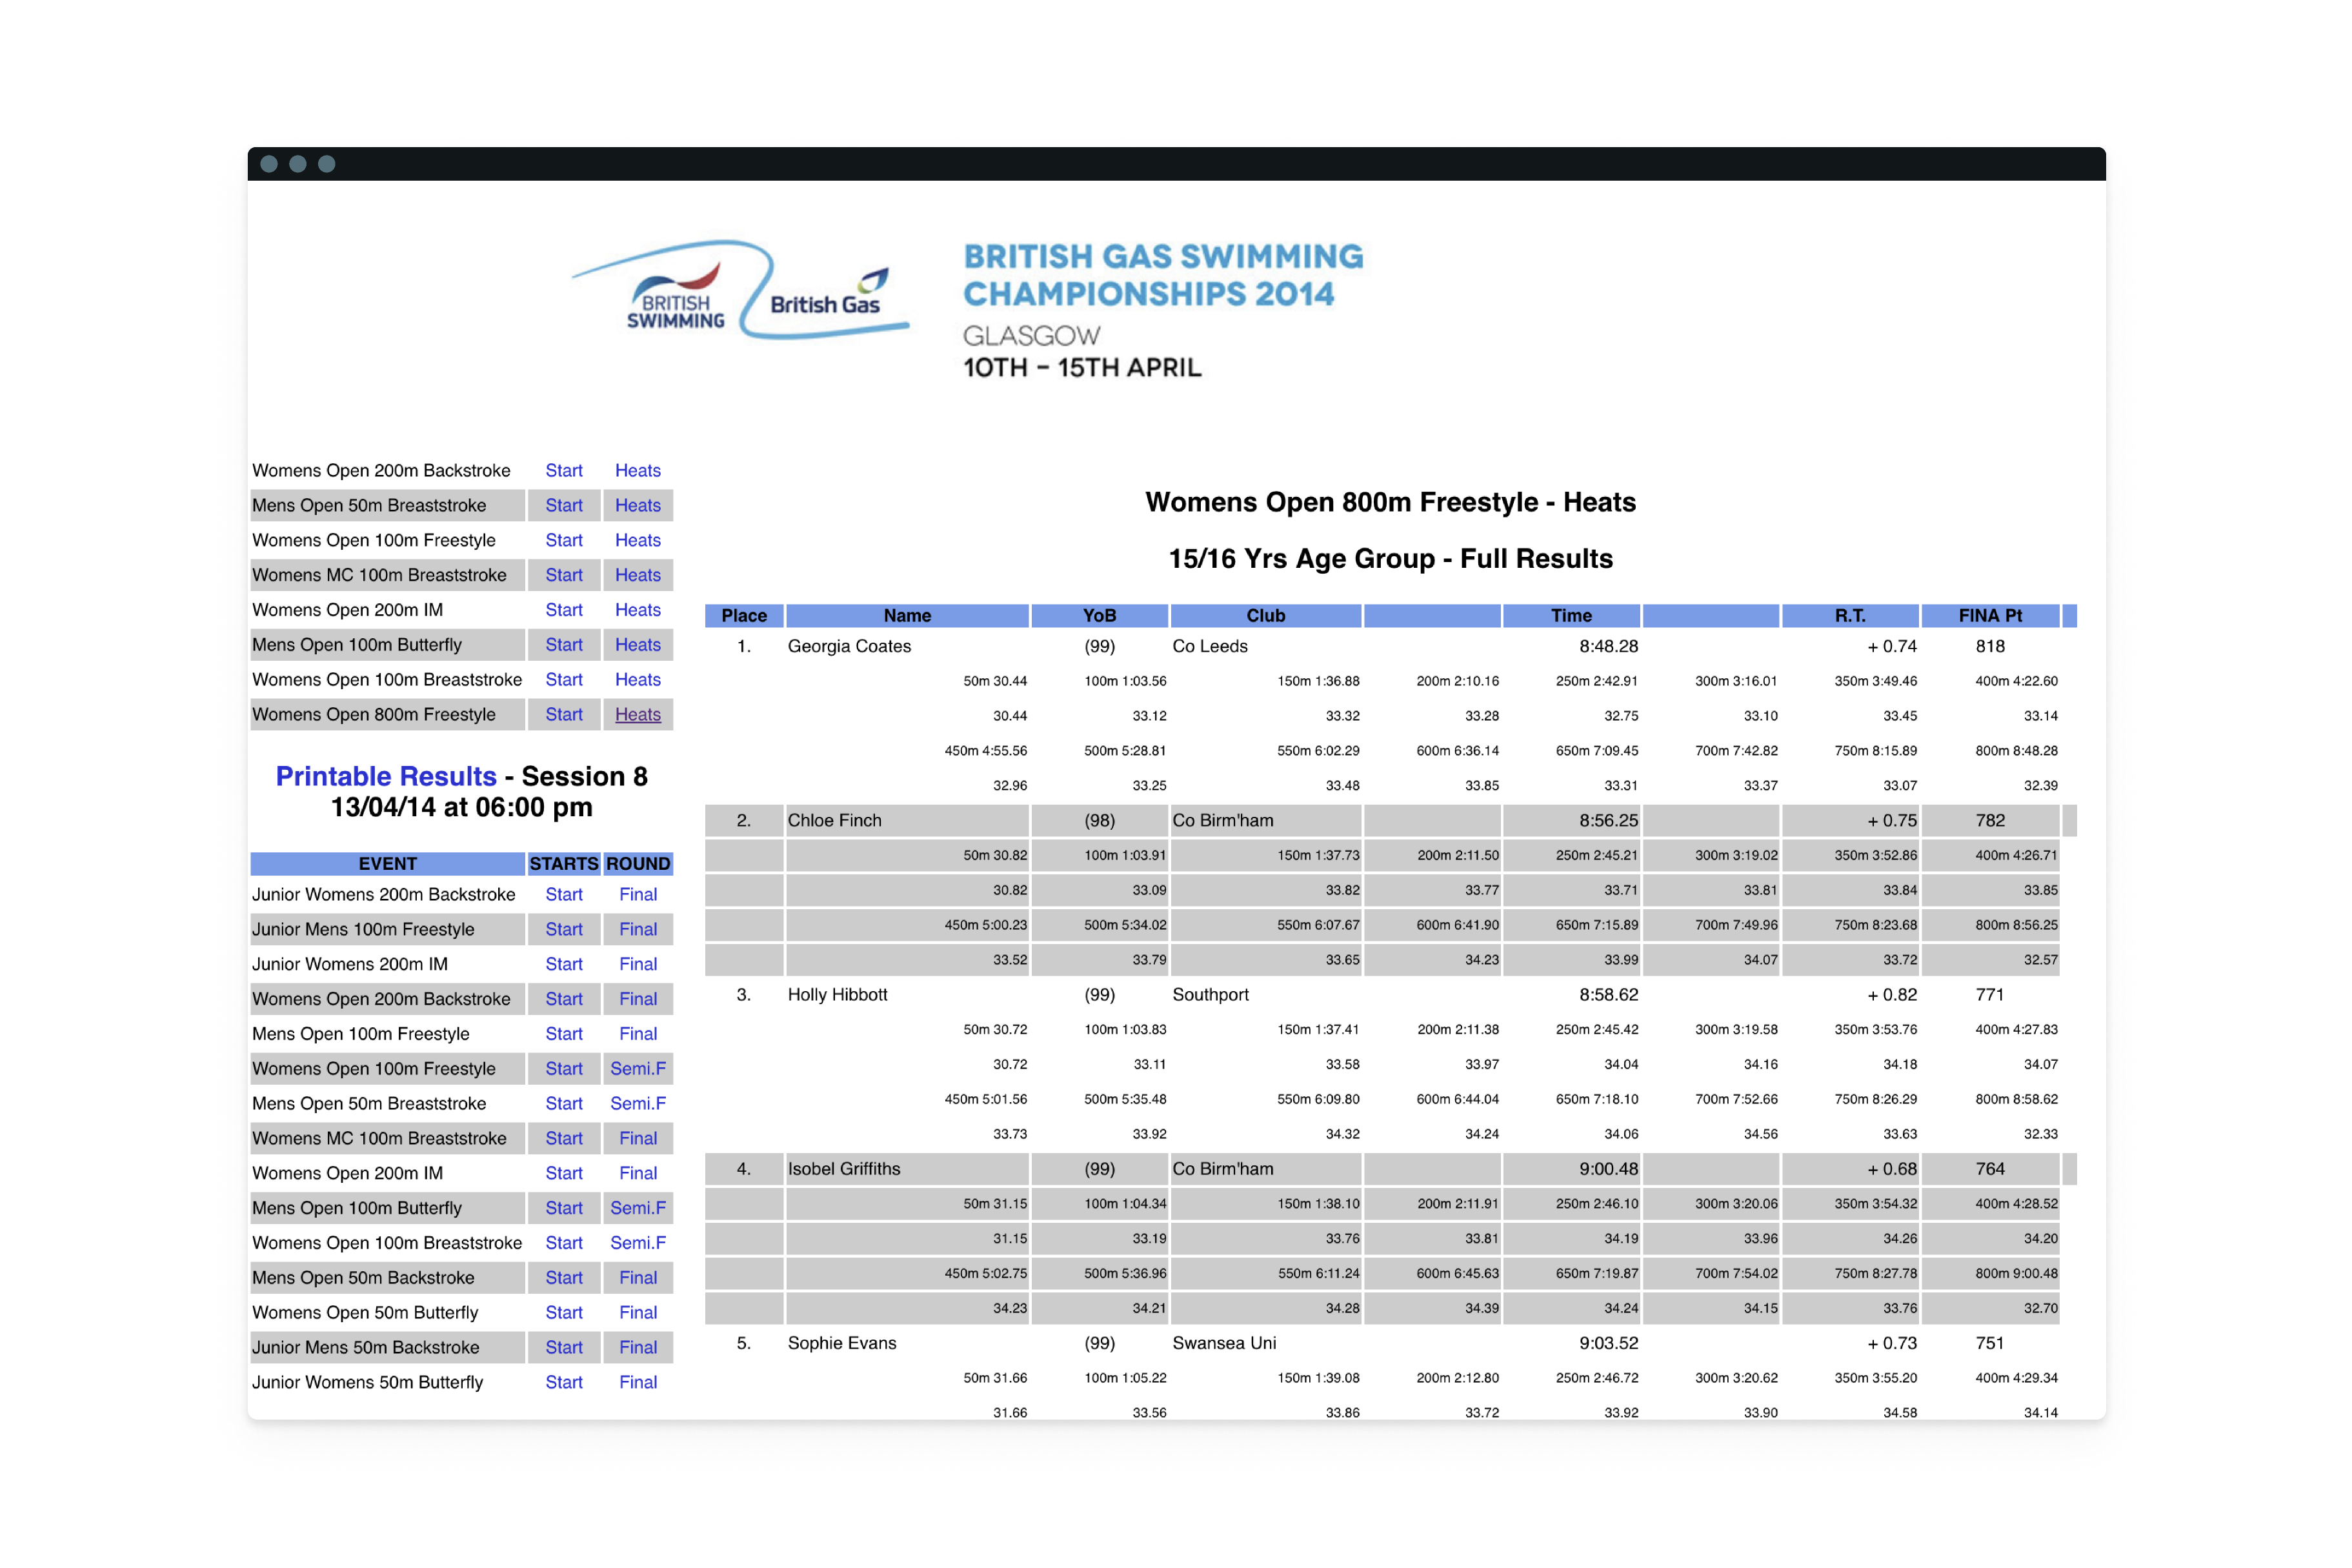 BRITISH
SWIMMING
British Gas
BRITISH GAS SWIMMING
CHAMPIONSHIPS 2014
GLASGOW
10TH – 15TH APRIL
Womens Open 200m Backstroke Start Heats
Mens Open 50m Breaststroke Start Heats
Womens Open 100m Freestyle Start Heats
Womens MC 100m Breaststroke Start Heats
Womens Open 200m IM Start Heats
Mens Open 100m Butterfly Start Heats
Womens Open 100m Breaststroke Start Heats
Womens Open 800m Freestyle Start Heats
Printable Results - Session 8
13/04/14 at 06:00 pm
EVENT STARTS ROUND
Junior Womens 200m Backstroke Start Final
Junior Mens 100m Freestyle Start Final
Junior Womens 200m IM Start Final
Womens Open 200m Backstroke Start Final
Mens Open 100m Freestyle Start Final
Womens Open 100m Freestyle Start Semi.F
Mens Open 50m Breaststroke Start Semi.F
Womens MC 100m Breaststroke Start Final
Womens Open 200m IM Start Final
Mens Open 100m Butterfly Start Semi.F
Womens Open 100m Breaststroke Start Semi.F
Mens Open 50m Backstroke Start Final
Womens Open 50m Butterfly Start Final
Junior Mens 50m Backstroke Start Final
Junior Womens 50m Butterfly Start Final
Womens Open 800m Freestyle - Heats
15/16 Yrs Age Group - Full Results
Place Name YoB Club Time R.T. FINA Pt
1. Georgia Coates (99) Co Leeds 8:48.28 + 0.74 818
50m 30.44 100m 1:03.56 150m 1:36.88 200m 2:10.16 250m 2:42.91 300m 3:16.01 350m 3:49.46 400m 4:22.60
30.44 33.12 33.32 33.28 32.75 33.10 33.45 33.14
450m 4:55.56 500m 5:28.81 550m 6:02.29 600m 6:36.14 650m 7:09.45 700m 7:42.82 750m 8:15.89 800m 8:48.28
32.96 33.25 33.48 33.85 33.31 33.37 33.07 32.39
2. Chloe Finch (98) Co Birm'ham 8:56.25 + 0.75 782
50m 30.82 100m 1:03.91 150m 1:37.73 200m 2:11.50 250m 2:45.21 300m 3:19.02 350m 3:52.86 400m 4:26.71
30.82 33.09 33.82 33.77 33.71 33.81 33.84 33.85
450m 5:00.23 500m 5:34.02 550m 6:07.67 600m 6:41.90 650m 7:15.89 700m 7:49.96 750m 8:23.68 800m 8:56.25
33.52 33.79 33.65 34.23 33.99 34.07 33.72 32.57
3. Holly Hibbott (99) Southport 8:58.62 + 0.82 771
50m 30.72 100m 1:03.83 150m 1:37.41 200m 2:11.38 250m 2:45.42 300m 3:19.58 350m 3:53.76 400m 4:27.83
30.72 33.11 33.58 33.97 34.04 34.16 34.18 34.07
450m 5:01.56 500m 5:35.48 550m 6:09.80 600m 6:44.04 650m 7:18.10 700m 7:52.66 750m 8:26.29 800m 8:58.62
33.73 33.92 34.32 34.24 34.06 34.56 33.63 32.33
4. Isobel Griffiths (99) Co Birm'ham 9:00.48 + 0.68 764
50m 31.15 100m 1:04.34 150m 1:38.10 200m 2:11.91 250m 2:46.10 300m 3:20.06 350m 3:54.32 400m 4:28.52
31.15 33.19 33.76 33.81 34.19 33.96 34.26 34.20
450m 5:02.75 500m 5:36.96 550m 6:11.24 600m 6:45.63 650m 7:19.87 700m 7:54.02 750m 8:27.78 800m 9:00.48
34.23 34.21 34.28 34.39 34.24 34.15 33.76 32.70
5. Sophie Evans (99) Swansea Uni 9:03.52 + 0.73 751
50m 31.66 100m 1:05.22 150m 1:39.08 200m 2:12.80 250m 2:46.72 300m 3:20.62 350m 3:55.20 400m 4:29.34
31.66 33.56 33.86 33.72 33.92 33.90 34.58 34.14